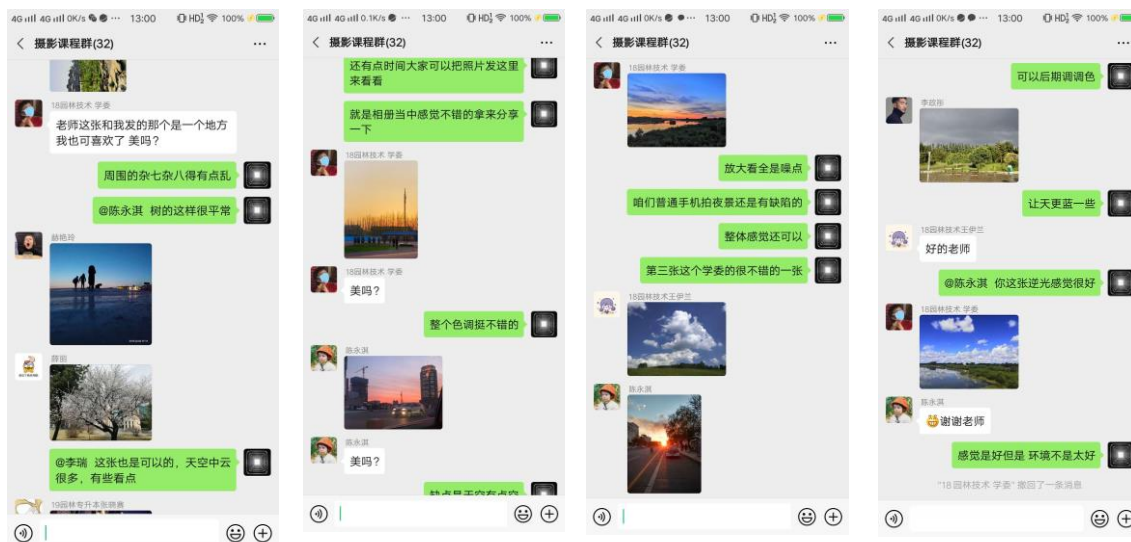 4G 4G 0K/s 13:00 HD 100%
摄影课程群(32)
18园林技术 学委
老师这张和我发的那个是一个地方
我也可喜欢了 美吗？
周围的杂七杂八得有点乱
@陈永淇 树的这样很平常
赫艳玲
薛丽
@李瑞 这张也是可以的，天空中云
很多，有些看点
4G 4G 0.1K/s 13:00 HD 100%
摄影课程群(32)
还有点时间大家可以把照片发这里
来看看
就是相册当中感觉不错的拿来分享
一下
18园林技术 学委
18园林技术 学委
美吗？
整个色调挺不错的
陈永淇
陈永淇
美吗？
4G 4G 0K/s 13:00 HD 100%
摄影课程群(32)
18园林技术 学委
放大看全是噪点
咱们普通手机拍夜景还是有缺陷的
整体感觉还可以
第三张这个学委的很不错的一张
18园林技术王伊兰
陈永淇
4G 4G 0K/s 13:00 HD 100%
摄影课程群(32)
可以后期调调色
让天更蓝一些
18园林技术王伊兰
好的老师
@陈永淇 你这张逆光感觉很好
18园林技术 学委
陈永淇
谢谢老师
感觉是好但是 环境不是太好
"18 园林技术 学委" 撤回了一条消息